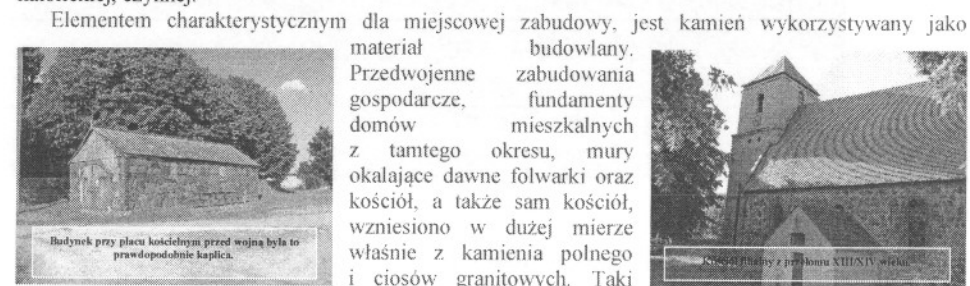 Elementem charakterystycznym dla miejscowej zabudowy, jest kamień wykorzystywany jako
materiał budowlany.
Przedwojenne zabudowania
gospodarcze, fundamenty
domów mieszkalnych
z tamtego okresu, mury
okalające dawne folwarki oraz
kościół, a także sam kościół,
wzniesiono w dużej mierze
właśnie z kamienia polnego
i ciosów granitowych. Taki
Budynek przy placu kościelnym przed wojną była to
prawdopodobnie kaplica.
Kościół filialny z przełomu XIII/XIV wieku.